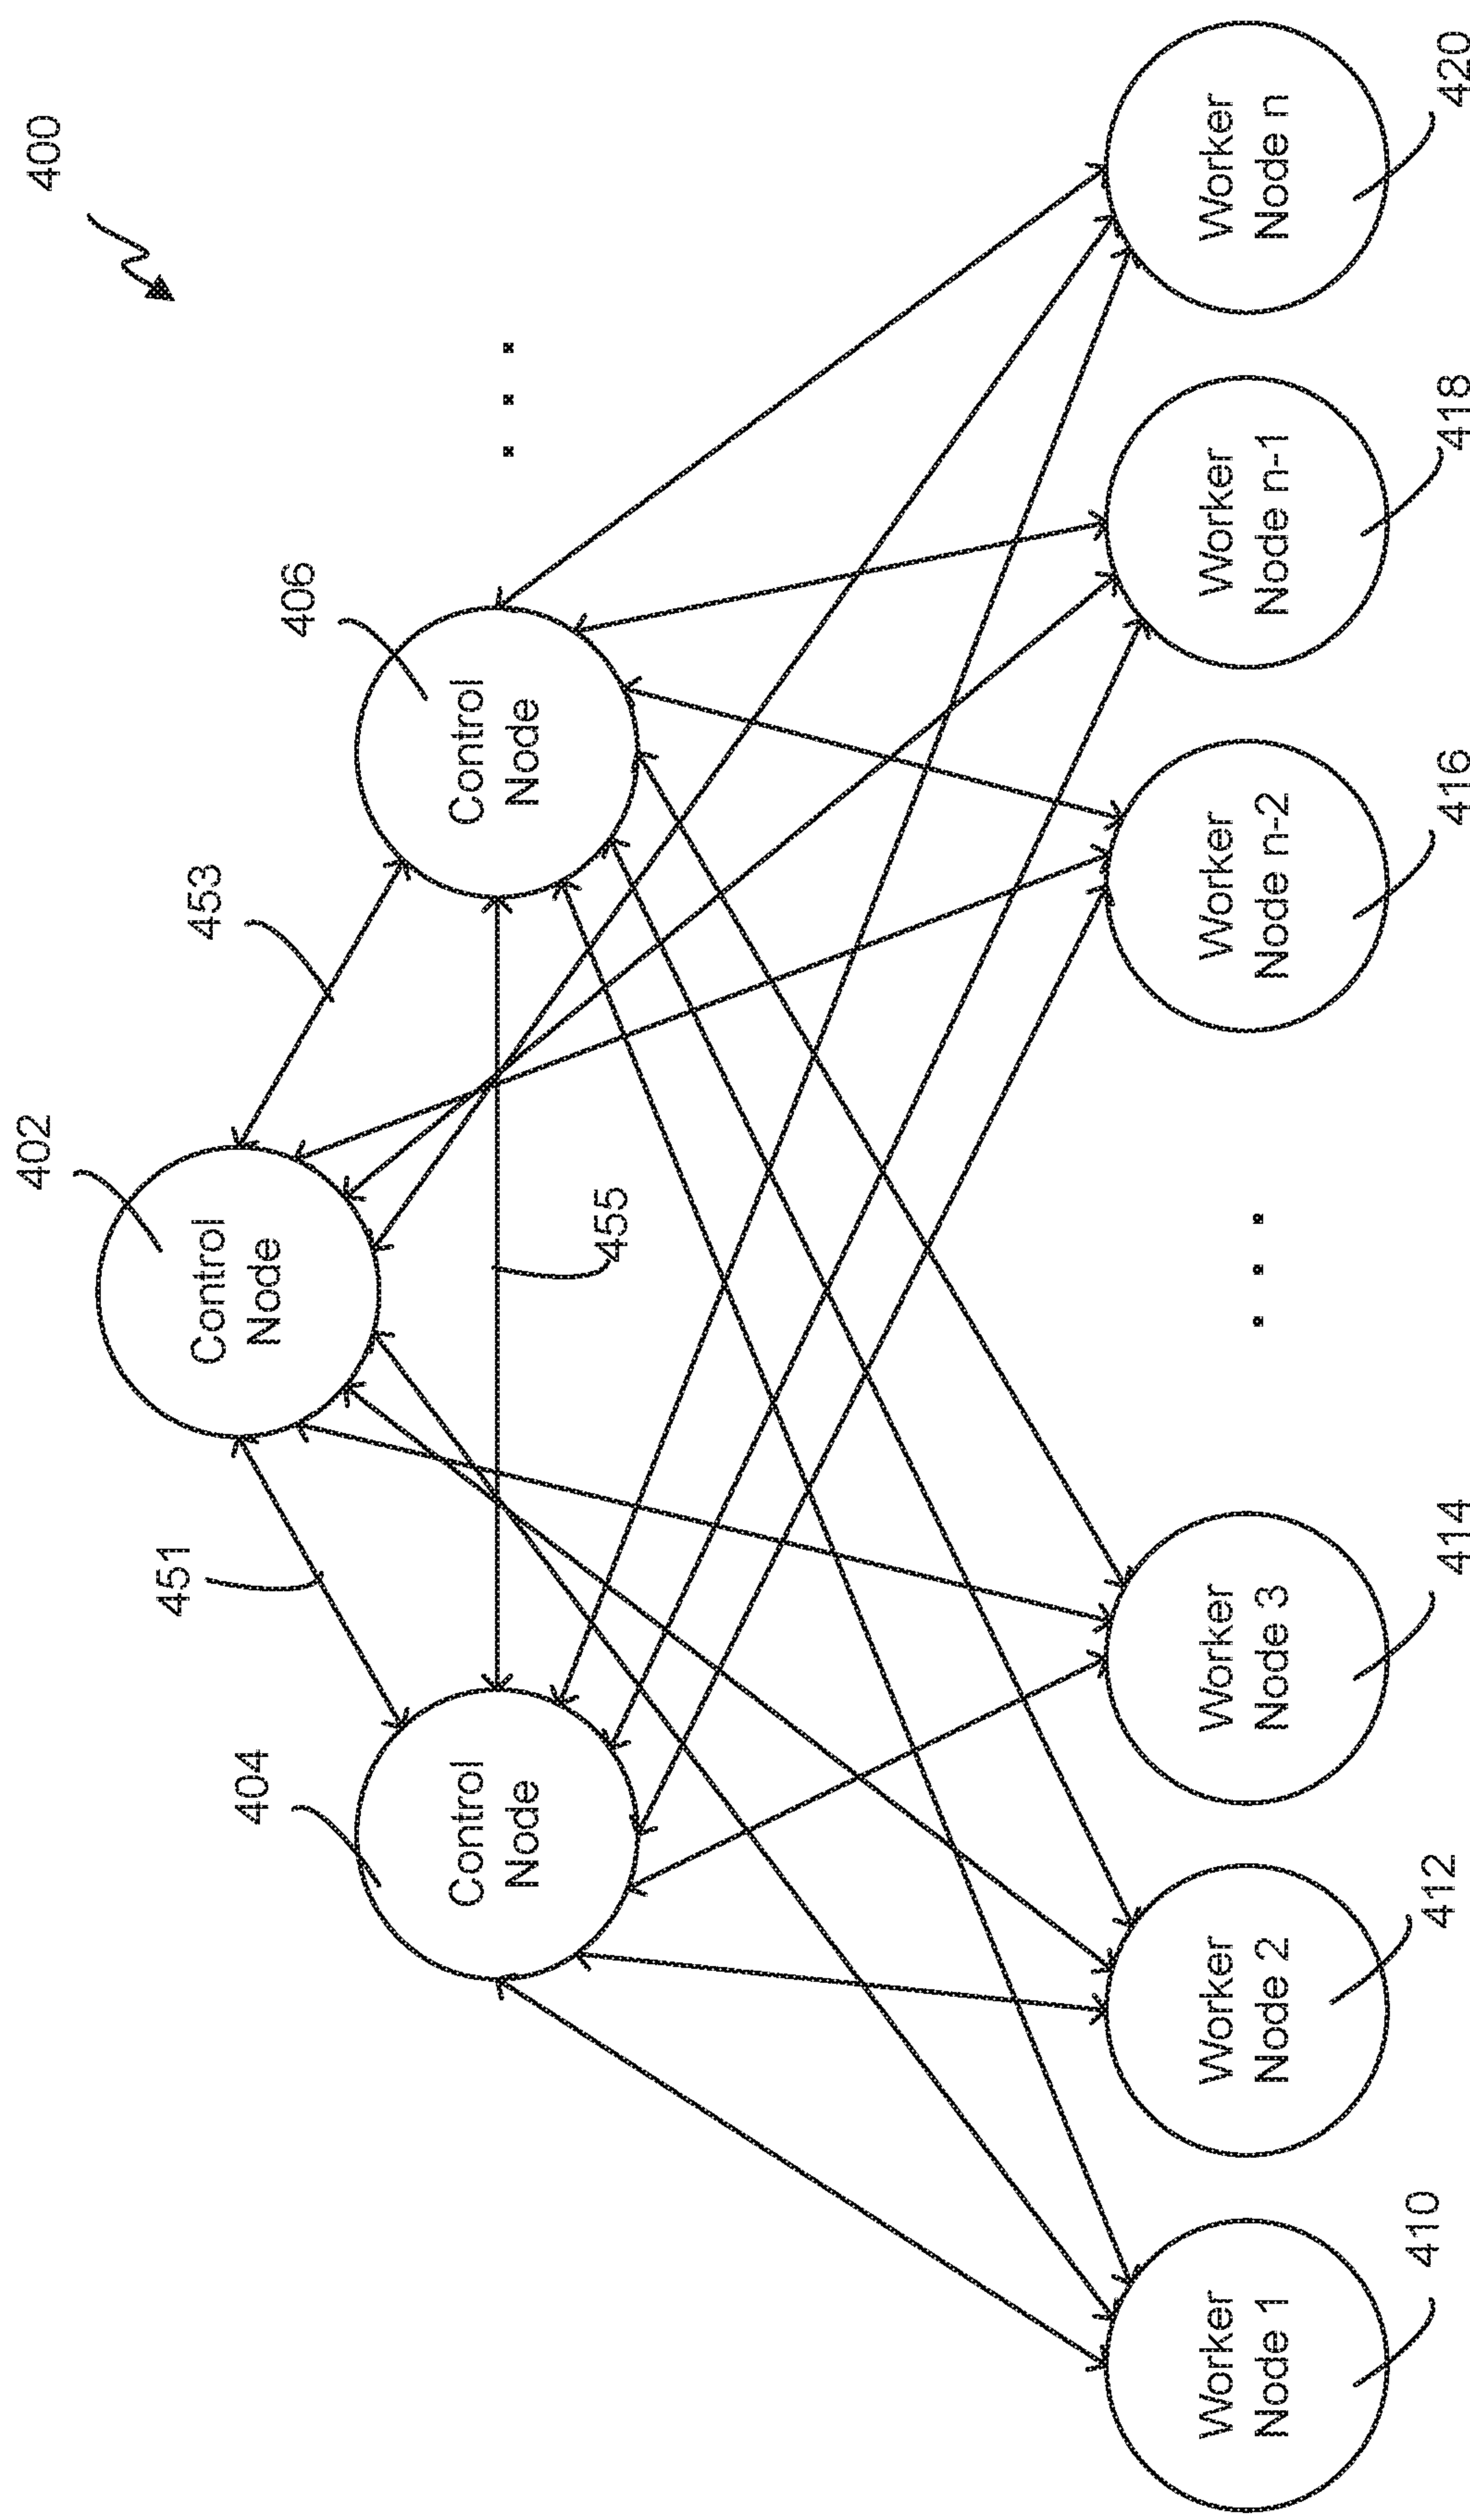 400
402
Control
Node
451
453
404
Control
Node
406
Control
Node
. . .
455
Worker
Node 1
Worker
Node 2
Worker
Node 3
. . .
Worker
Node n-2
Worker
Node n-1
Worker
Node n
410
412
414
416
418
420